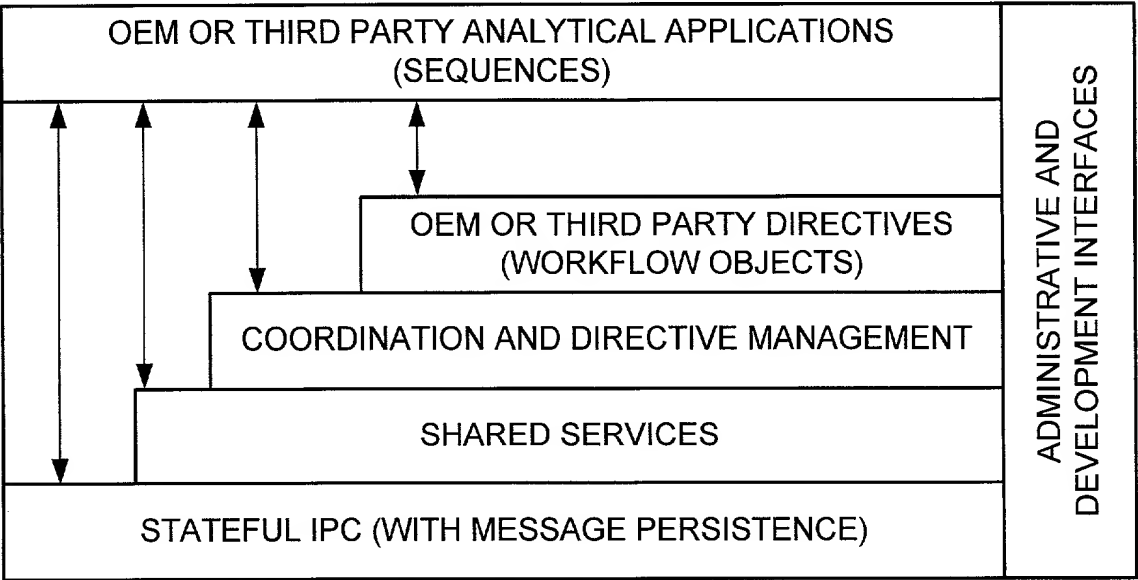 OEM OR THIRD PARTY ANALYTICAL APPLICATIONS
(SEQUENCES)
OEM OR THIRD PARTY DIRECTIVES
(WORKFLOW OBJECTS)
COORDINATION AND DIRECTIVE MANAGEMENT
SHARED SERVICES
STATEFUL IPC (WITH MESSAGE PERSISTENCE)
ADMINISTRATIVE AND
DEVELOPMENT INTERFACES